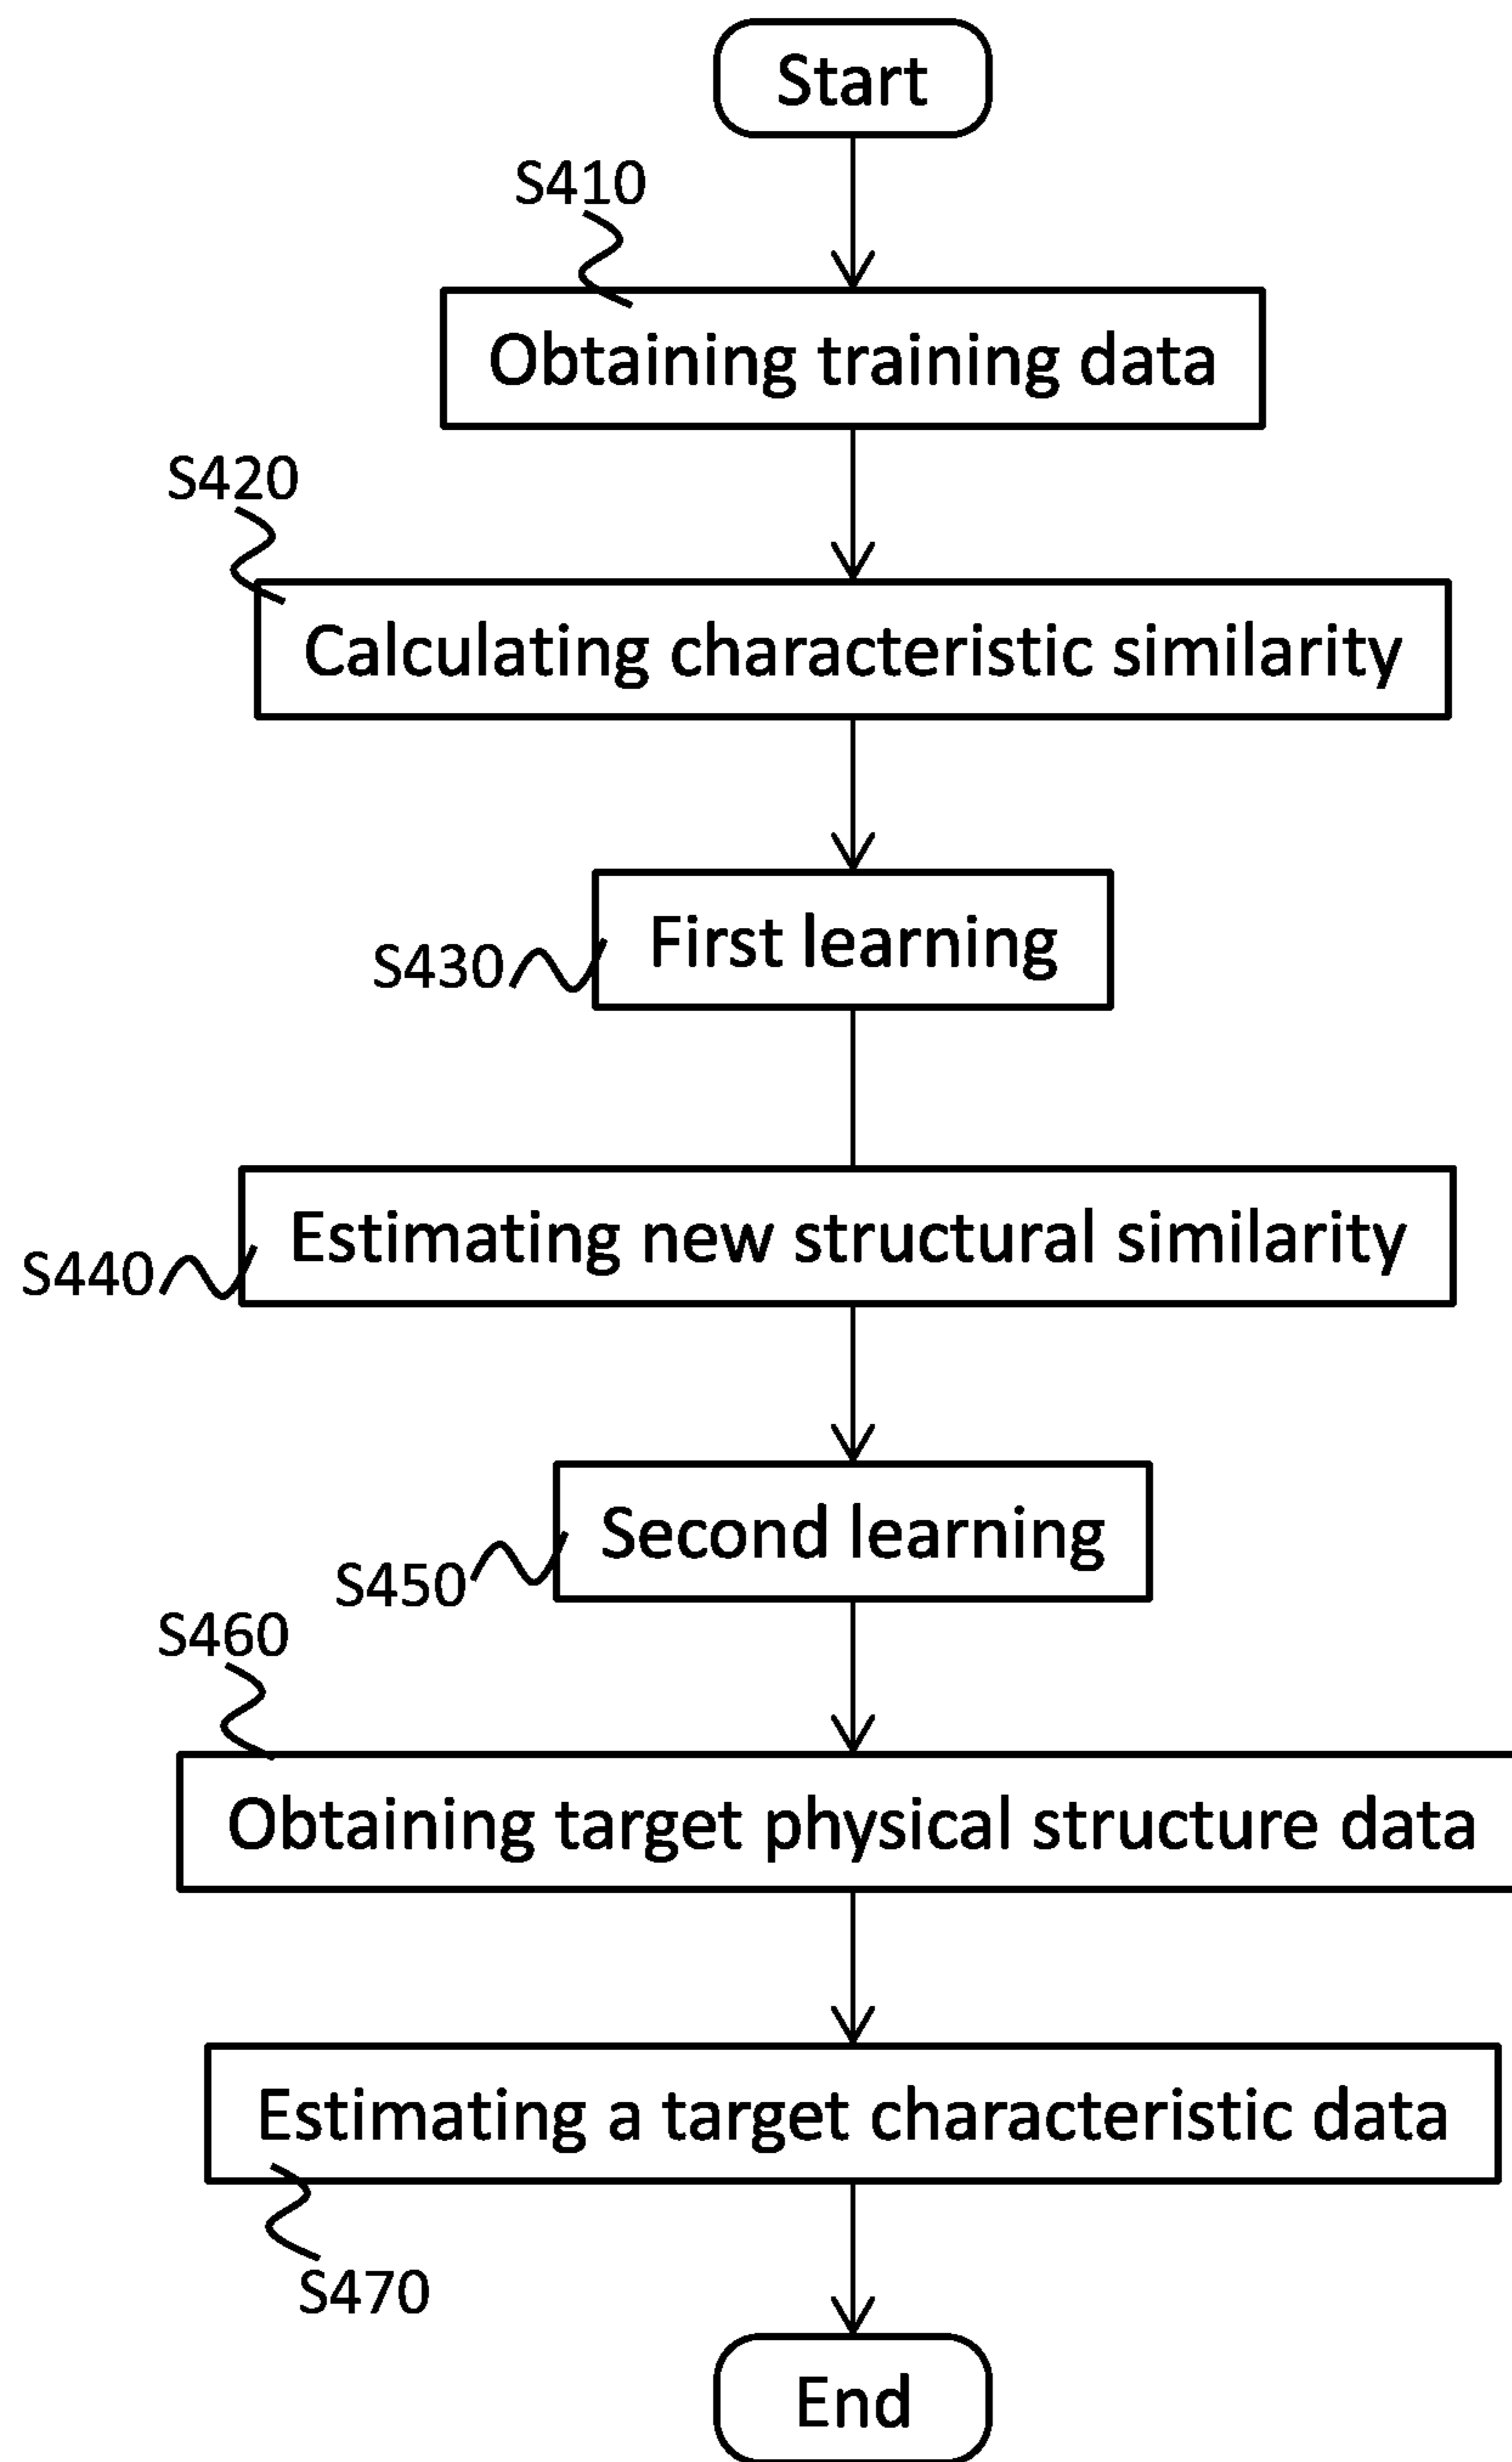 Start
S410
Obtaining training data
S420
Calculating characteristic similarity
First learning
S430
Estimating new structural similarity
S440
Second learning
S450
S460
Obtaining target physical structure data
Estimating a target characteristic data
S470
End